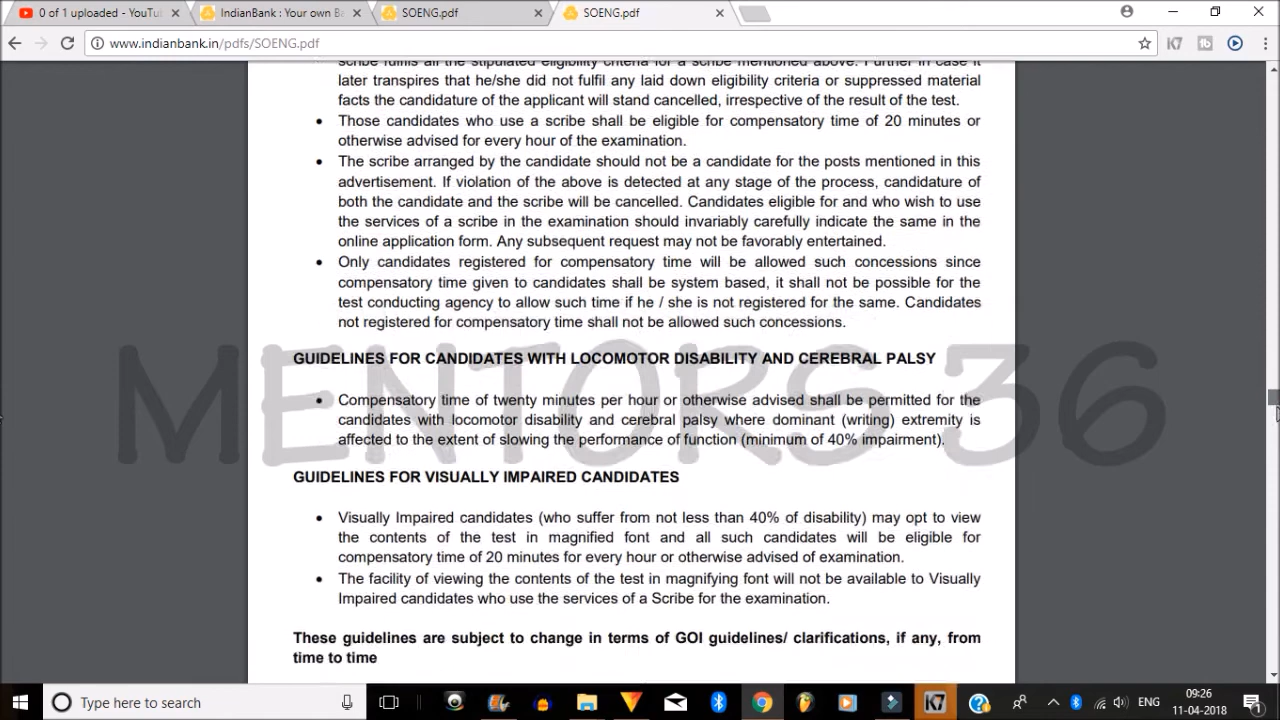 0 of 1 uploaded - YouTu
IndianBank : Your own Ba
SOENG.pdf
SOENG.pdf
www.indianbank.in/pdfs/SOENG.pdf
scribe fulfils all the stipulated eligibility criteria for a scribe mentioned above. Further in case it
later transpires that he/she did not fulfil any laid down eligibility criteria or suppressed material
facts the candidature of the applicant will stand cancelled, irrespective of the result of the test.
• Those candidates who use a scribe shall be eligible for compensatory time of 20 minutes or
otherwise advised for every hour of the examination.
• The scribe arranged by the candidate should not be a candidate for the posts mentioned in this
advertisement. If violation of the above is detected at any stage of the process, candidature of
both the candidate and the scribe will be cancelled. Candidates eligible for and who wish to use
the services of a scribe in the examination should invariably carefully indicate the same in the
online application form. Any subsequent request may not be favorably entertained.
• Only candidates registered for compensatory time will be allowed such concessions since
compensatory time given to candidates shall be system based, it shall not be possible for the
test conducting agency to allow such time if he / she is not registered for the same. Candidates
not registered for compensatory time shall not be allowed such concessions.
GUIDELINES FOR CANDIDATES WITH LOCOMOTOR DISABILITY AND CEREBRAL PALSY
MENTORS 36
• Compensatory time of twenty minutes per hour or otherwise advised shall be permitted for the
candidates with locomotor disability and cerebral palsy where dominant (writing) extremity is
affected to the extent of slowing the performance of function (minimum of 40% impairment).
GUIDELINES FOR VISUALLY IMPAIRED CANDIDATES
• Visually Impaired candidates (who suffer from not less than 40% of disability) may opt to view
the contents of the test in magnified font and all such candidates will be eligible for
compensatory time of 20 minutes for every hour or otherwise advised of examination.
• The facility of viewing the contents of the test in magnifying font will not be available to Visually
Impaired candidates who use the services of a Scribe for the examination.
These guidelines are subject to change in terms of GOI guidelines/ clarifications, if any, from
time to time
Type here to search
K7
ENG
09:26
11-04-2018